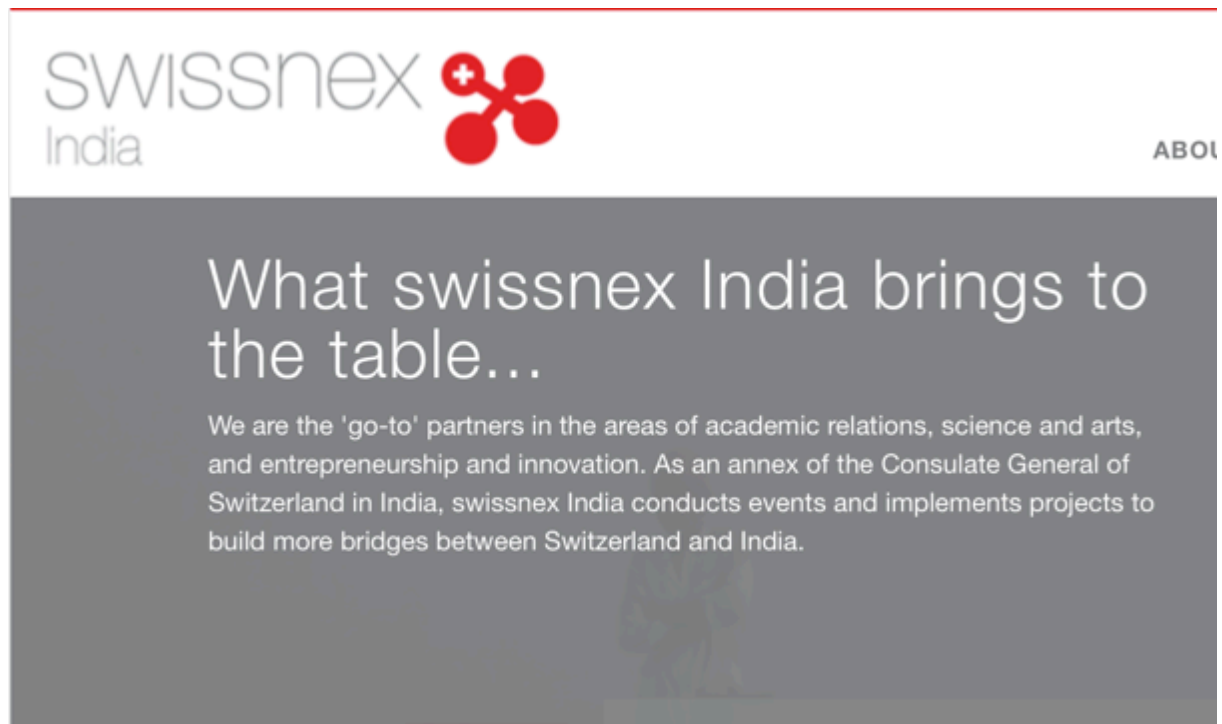 swissnex
India
ABOU
What swissnex India brings to
the table...
We are the 'go-to' partners in the areas of academic relations, science and arts,
and entrepreneurship and innovation. As an annex of the Consulate General of
Switzerland in India, swissnex India conducts events and implements projects to
build more bridges between Switzerland and India.